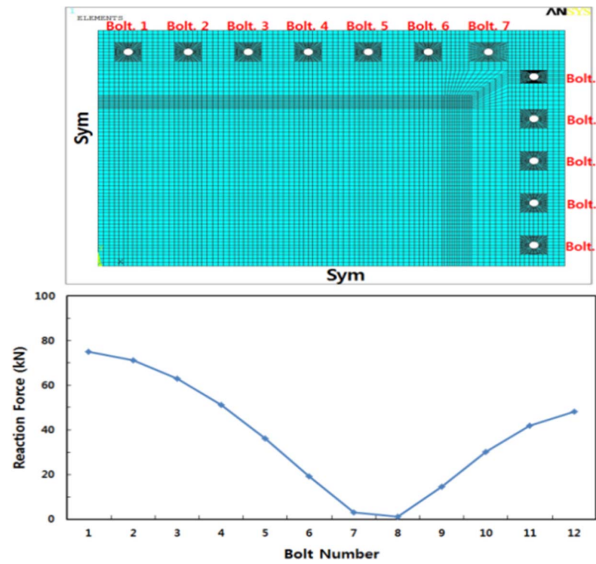 1
ELEMENTS
ANSYS
Bolt. 1 Bolt. 2 Bolt. 3 Bolt. 4 Bolt. 5 Bolt. 6 Bolt. 7
Bolt.
Bolt.
Bolt.
Bolt.
Bolt.
Sym
X
Sym
100
80
60
40
20
0
Reaction Force (kN)
1 2 3 4 5 6 7 8 9 10 11 12
Bolt Number